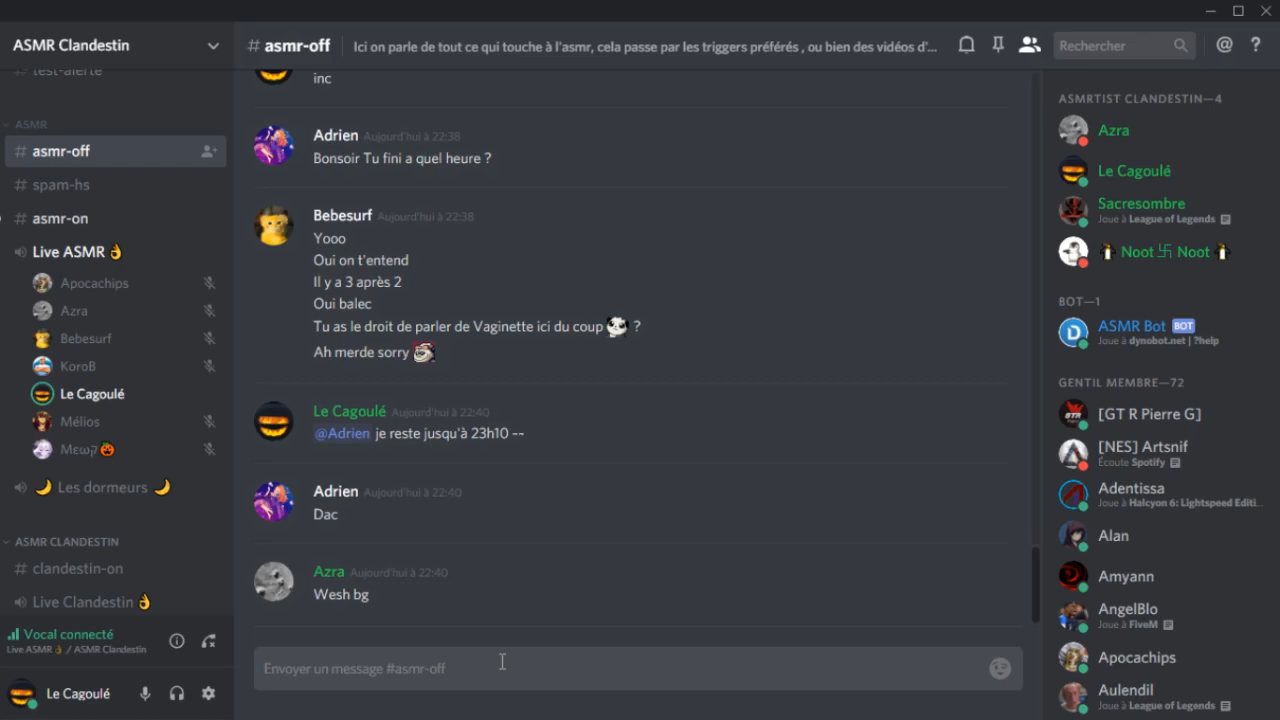 ASMR Clandestin
# test-alerte
ASMR
# asmr-off
# spam-hs
# asmr-on
Live ASMR 👌
Apocachips
Azra
Bebesurf
KoroB
Le Cagoulé
Mélios
🌙 Les dormeurs 🌙
ASMR CLANDESTIN
# clandestin-on
Live Clandestin 👌
Vocal connecté
Live ASMR 👌 / ASMR Clandestin
Le Cagoulé
# asmr-off
Ici on parle de tout ce qui touche à l'asmr, cela passe par les triggers préférés , ou bien des vidéos d'...
Rechercher
inc
Adrien Aujourd'hui à 22:38
Bonsoir Tu fini a quel heure ?
Bebesurf Aujourd'hui à 22:38
Yooo
Oui on t'entend
Il y a 3 après 2
Oui balec
Tu as le droit de parler de Vaginette ici du coup 🐼 ?
Ah merde sorry
Le Cagoulé Aujourd'hui à 22:40
@Adrien je reste jusqu'à 23h10 --
Adrien Aujourd'hui à 22:40
Dac
Azra Aujourd'hui à 22:40
Wesh bg
Envoyer un message #asmr-off
ASMRTIST CLANDESTIN—4
Azra
Le Cagoulé
Sacresombre
Joue à League of Legends
🐧 Noot 卐 Noot 🐧
BOT—1
ASMR Bot BOT
Joue à dynobot.net | ?help
GENTIL MEMBRE—72
[GT R Pierre G]
[NES] Artsnif
Écoute Spotify
Adentissa
Joue à Halcyon 6: Lightspeed Editi...
Alan
Amyann
AngelBlo
Joue à FiveM
Apocachips
Aulendil
Joue à League of Legends